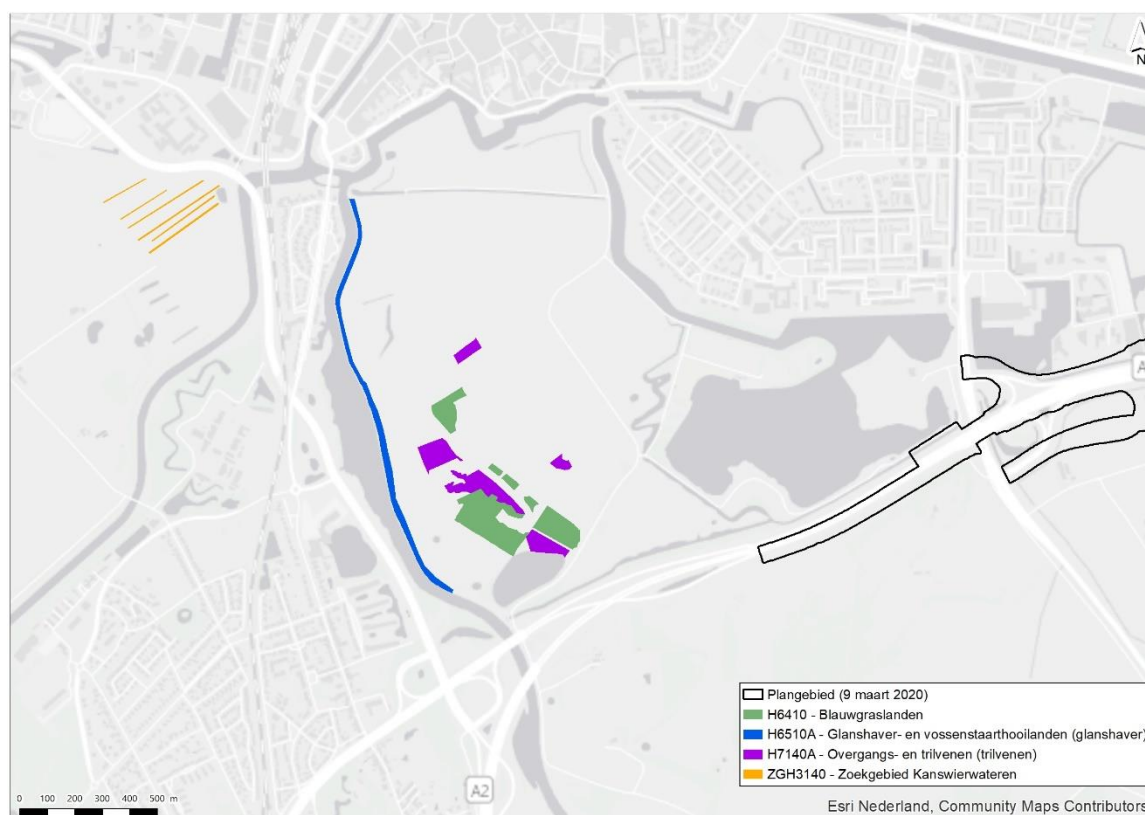 N
A
Plangebied (9 maart 2020)
H6410 - Blauwgraslanden
H6510A - Glanshaver- en vossenstaarthooilanden (glanshaver)
H7140A - Overgangs- en trilvenen (trilvenen)
ZGH3140 - Zoekgebied Kanswierwateren
A2
0 100 200 300 400 500 m
Esri Nederland, Community Maps Contributors